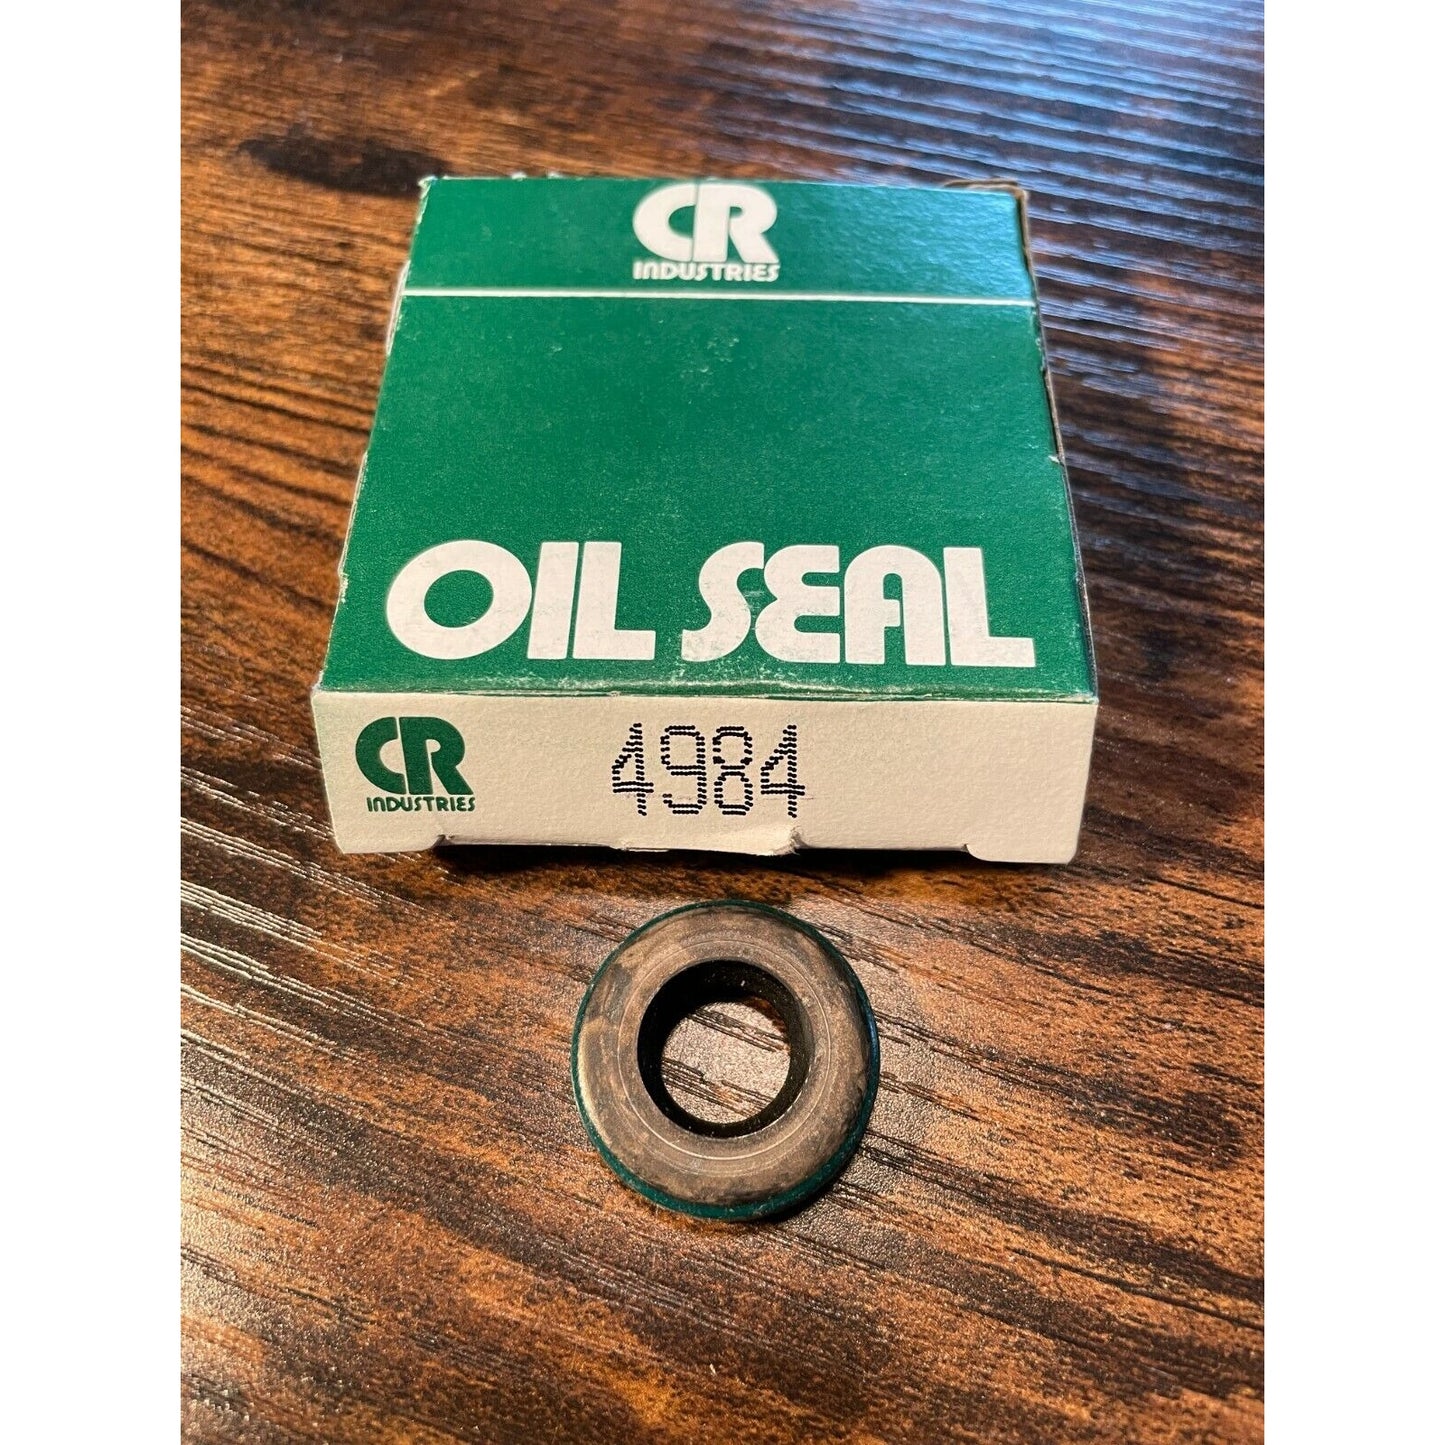 CR
INDUSTRIES
OIL SEAL
CR
INDUSTRIES
4984